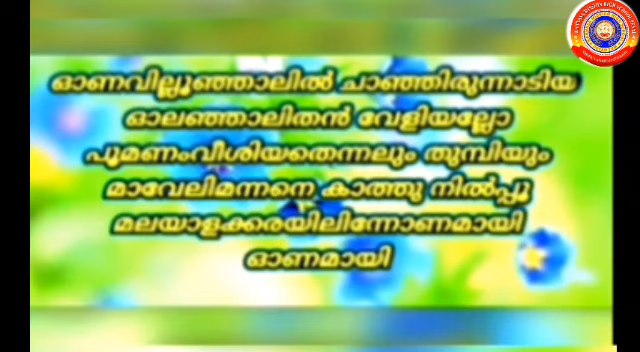 ഓണവില്ലൂഞ്ഞാലിൽ ചാഞ്ഞിരുന്നാടിയ
ഓലഞ്ഞാലിതൻ വേളിയല്ലോ
പൂമണംവീശിയതെന്നലും തുമ്പിയും
മാവേലിമന്നനെ കാത്തു നിൽപ്പൂ
മലയാളക്കരയിലിന്നോണമായി
ഓണമായി